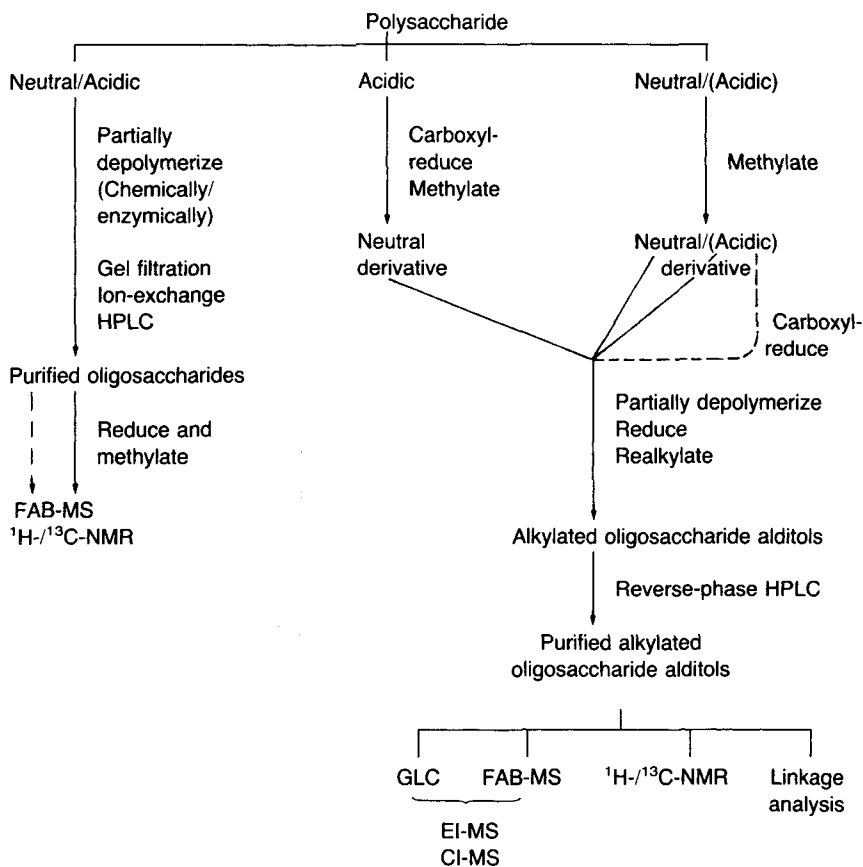 Polysaccharide
Neutral/Acidic
Acidic
Neutral/(Acidic)
Partially
depolymerize
(Chemically/
enzymically)
Gel filtration
Ion-exchange
HPLC
Purified oligosaccharides
Reduce and
methylate
FAB-MS
¹H-/¹³C-NMR
Carboxyl-
reduce
Methylate
Neutral
derivative
Methylate
Neutral/(Acidic)
derivative
Carboxyl-
reduce
Partially depolymerize
Reduce
Realkylate
Alkylated oligosaccharide alditols
Reverse-phase HPLC
Purified alkylated
oligosaccharide alditols
GLC
FAB-MS
¹H-/¹³C-NMR
Linkage
analysis
EI-MS
CI-MS